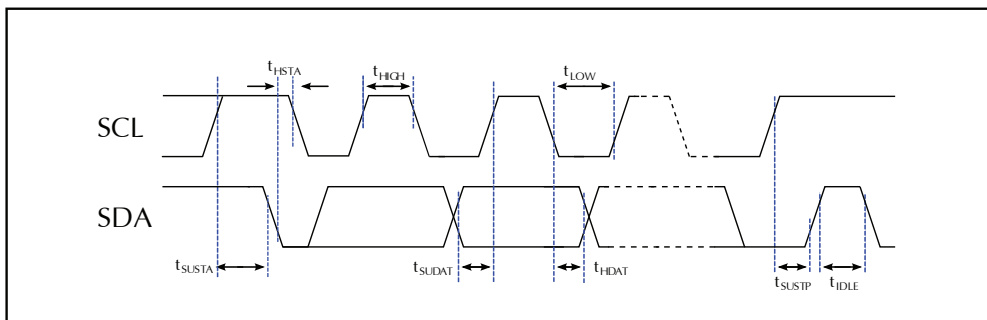 tHSTA tHIGH tLOW
SCL
SDA
tSUSTA tSUDAT tHDAT tSUSTP tIDLE